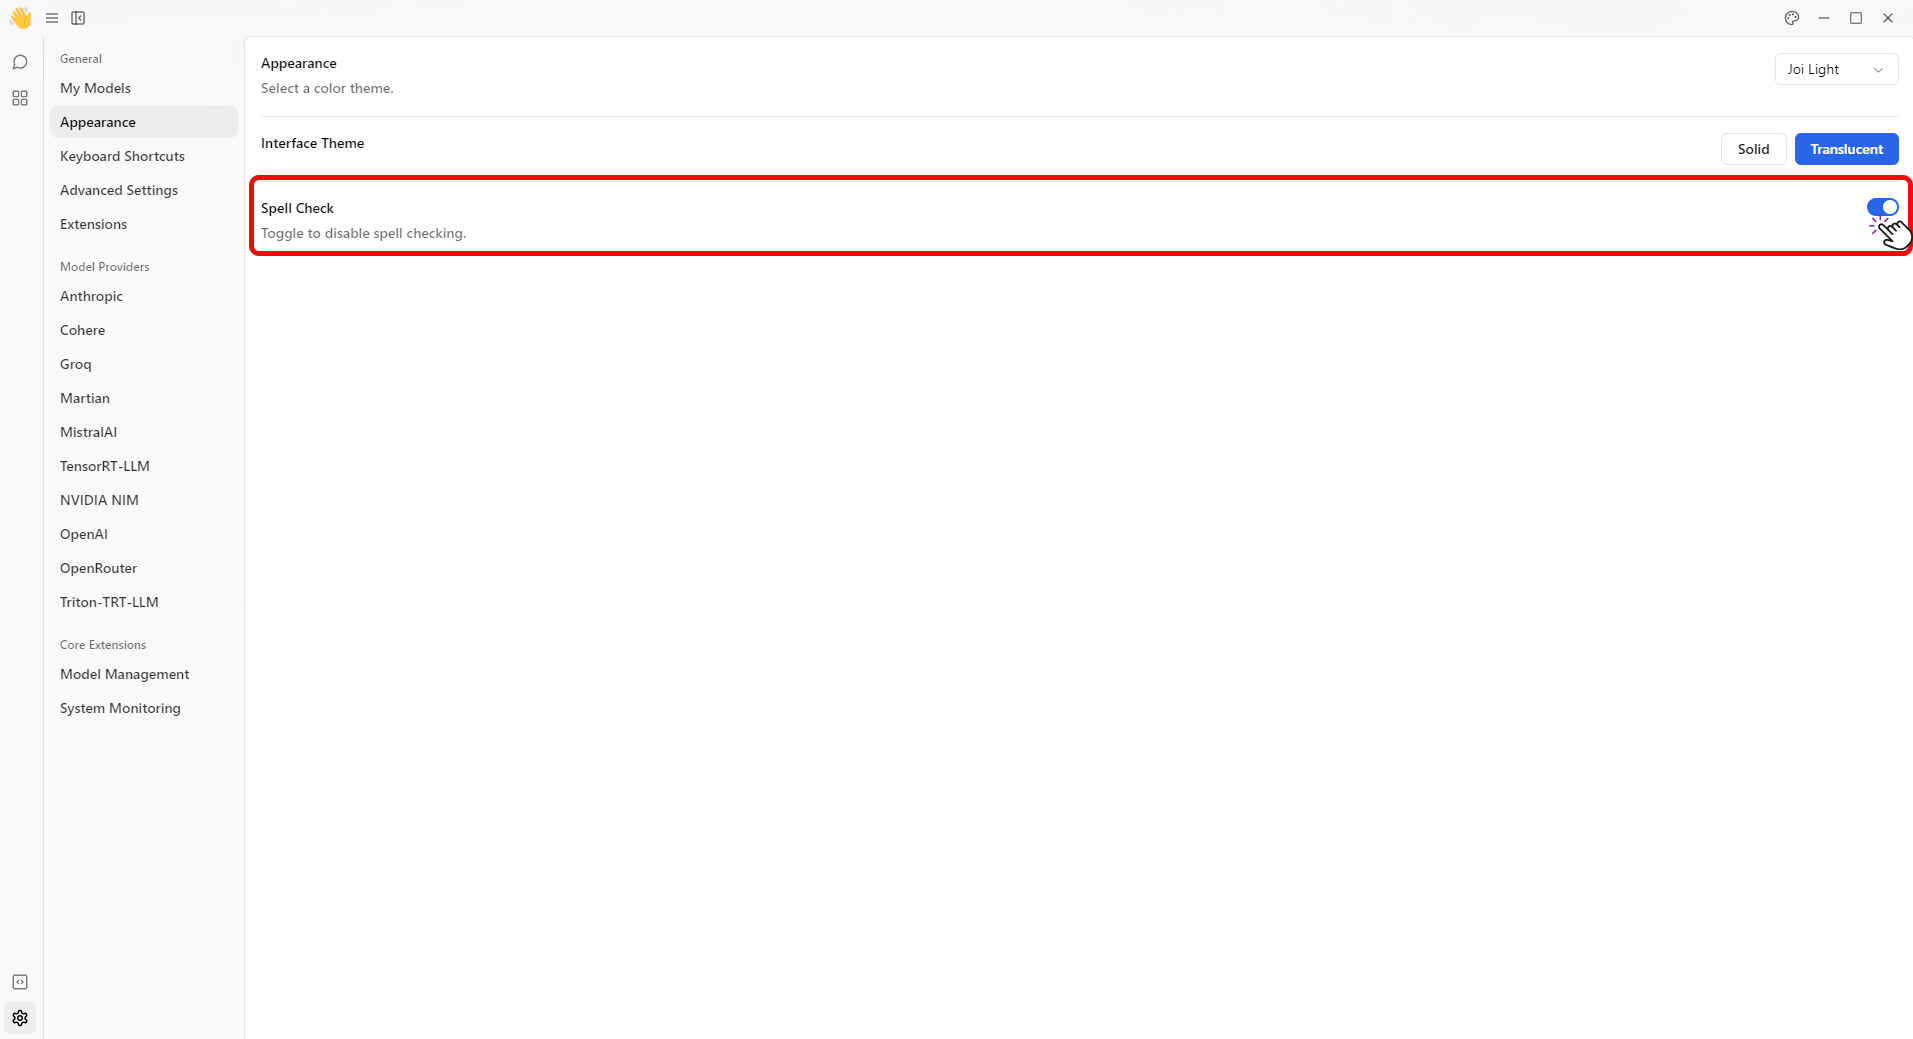 General
My Models
Appearance
Keyboard Shortcuts
Advanced Settings
Extensions
Model Providers
Anthropic
Cohere
Groq
Martian
MistralAI
TensorRT-LLM
NVIDIA NIM
OpenAI
OpenRouter
Triton-TRT-LLM
Core Extensions
Model Management
System Monitoring
Appearance
Select a color theme.
Joi Light
Interface Theme
Solid
Translucent
Spell Check
Toggle to disable spell checking.